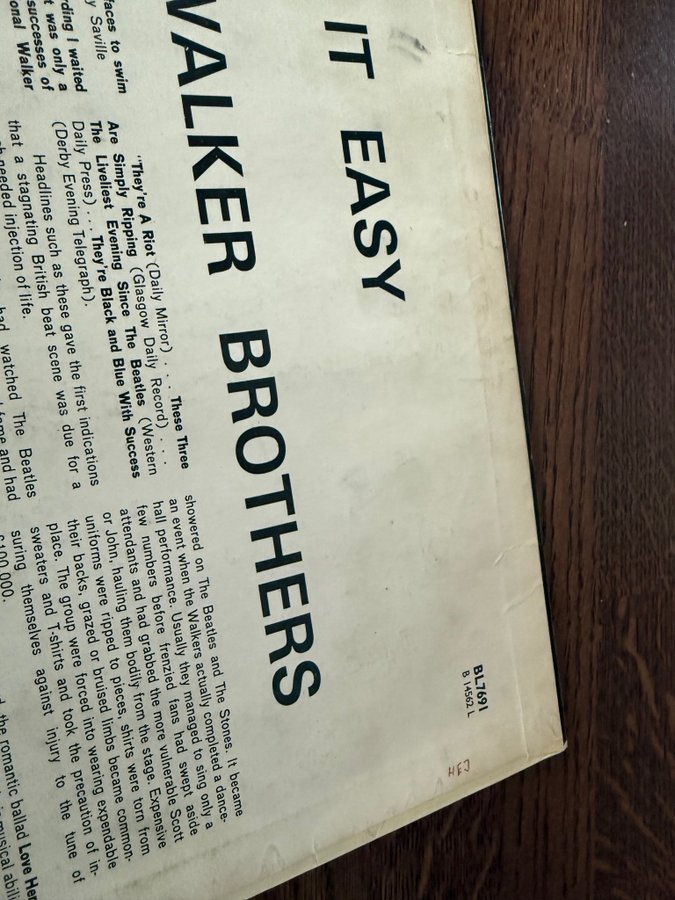 BL7691
B 14562 L
HEJ
IT EASY
WALKER BROTHERS
faces to swim
y Saville
rding I waited
t was only a
successes of
onal Walker
"They're A Riot (Daily Mirror) . . . These Three
Are Simply Ripping (Glasgow Daily Record) . . .
The Liveliest Evening Since The Beatles (Western
Daily Press) . . . They're Black and Blue With Success
(Derby Evening Telegraph).
Headlines such as these gave the first indications
that a stagnating British beat scene was due for a
needed injection of life.
had watched The Beatles
fame and had
showered on The Beatles and The Stones. It became
an event when the Walkers actually completed a dance-
hall performance. Usually they managed to sing only a
few numbers before frenzied fans had swept aside
attendants and had grabbed the more vulnerable Scott
or John, hauling them bodily from the stage. Expensive
uniforms were ripped to pieces, shirts were torn from
their backs, grazed or bruised limbs became common-
place. The group were forced into wearing expendable
sweaters and T-shirts and took the precaution of in-
suring themselves against injury to the tune of
£100,000.
the romantic ballad Love Her
musical abili